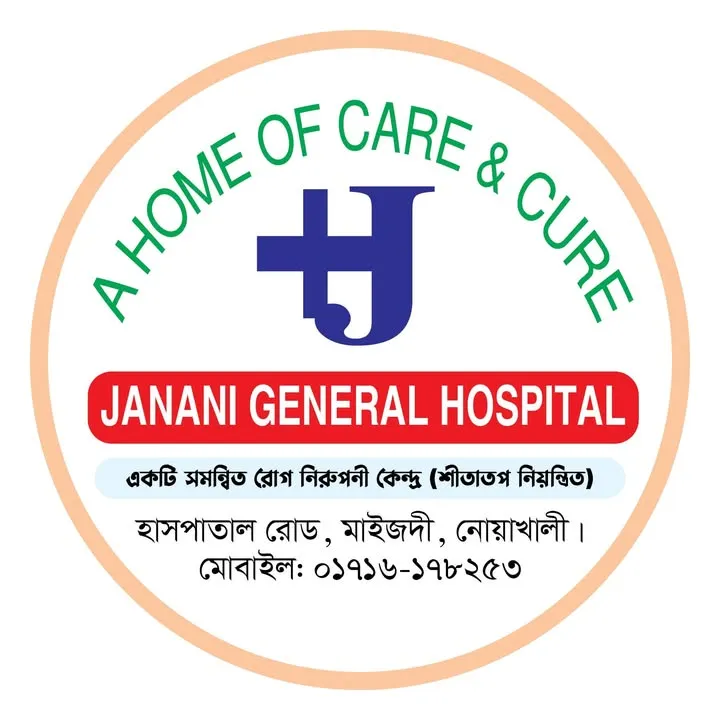 A HOME OF CARE & CURE
J
JANANI GENERAL HOSPITAL
একটি সমন্বিত রোগ নিরুপনী কেন্দ্র (শীতাতপ নিয়ন্ত্রিত)
হাসপাতাল রোড, মাইজদী, নোয়াখালী।
মোবাইল: ০১৭১৬-১৭৮২৫৩